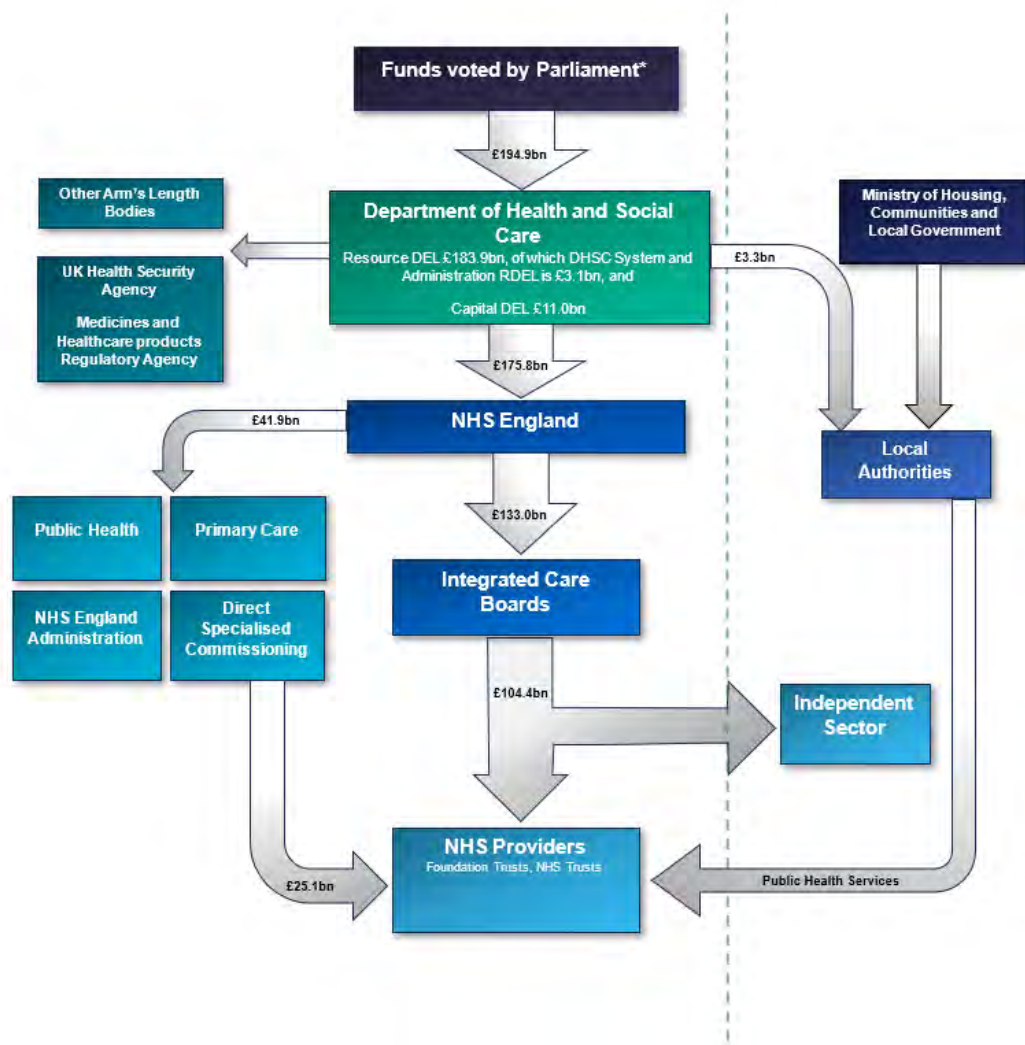 Funds voted by Parliament*
£194.9bn
Other Arm's Length
Bodies
Department of Health and Social
Care
Resource DEL £183.9bn, of which DHSC System and
Administration RDEL is £3.1bn, and
Capital DEL £11.0bn
Ministry of Housing,
Communities and
Local Government
£3.3bn
UK Health Security
Agency
Medicines and
Healthcare products
Regulatory Agency
£175.8bn
£41.9bn
NHS England
Local
Authorities
£133.0bn
Public Health
Primary Care
Integrated Care
Boards
NHS England
Administration
Direct
Specialised
Commissioning
£104.4bn
Independent
Sector
NHS Providers
Foundation Trusts, NHS Trusts
£25.1bn
Public Health Services